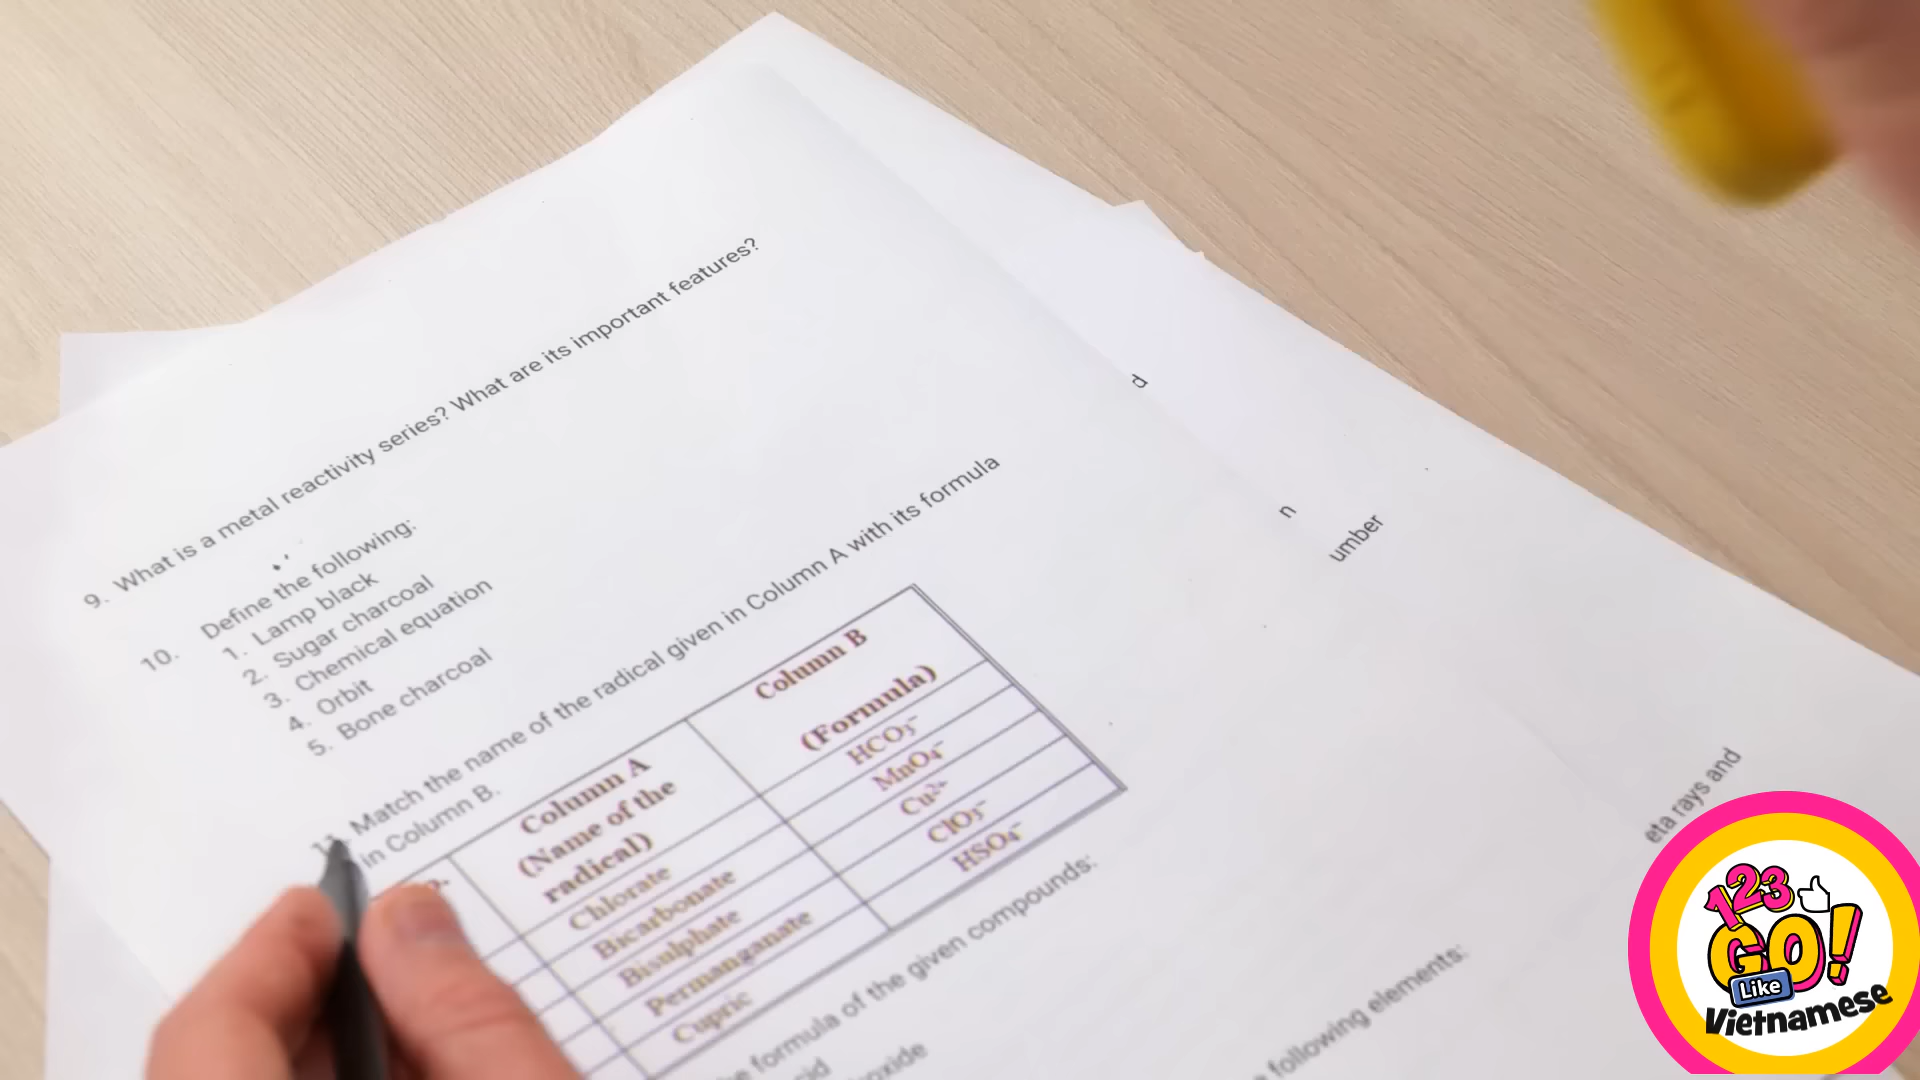 9. What is a metal reactivity series? What are its important features?
10. Define the following:
1. Lamp black
2. Sugar charcoal
3. Chemical equation
4. Orbit
5. Bone charcoal
11. Match the name of the radical given in Column A with its formula
in Column B.
Column A
(Name of the
radical)
Column B
(Formula)
Chlorate
HCO₃⁻
Bicarbonate
MnO₄⁻
Bisulphate
Cu²⁺
Permanganate
ClO₃⁻
Cupric
HSO₄⁻
formula of the given compounds:
following elements:
d
n
umber
eta rays and
123
GO!
Like
Vietnamese